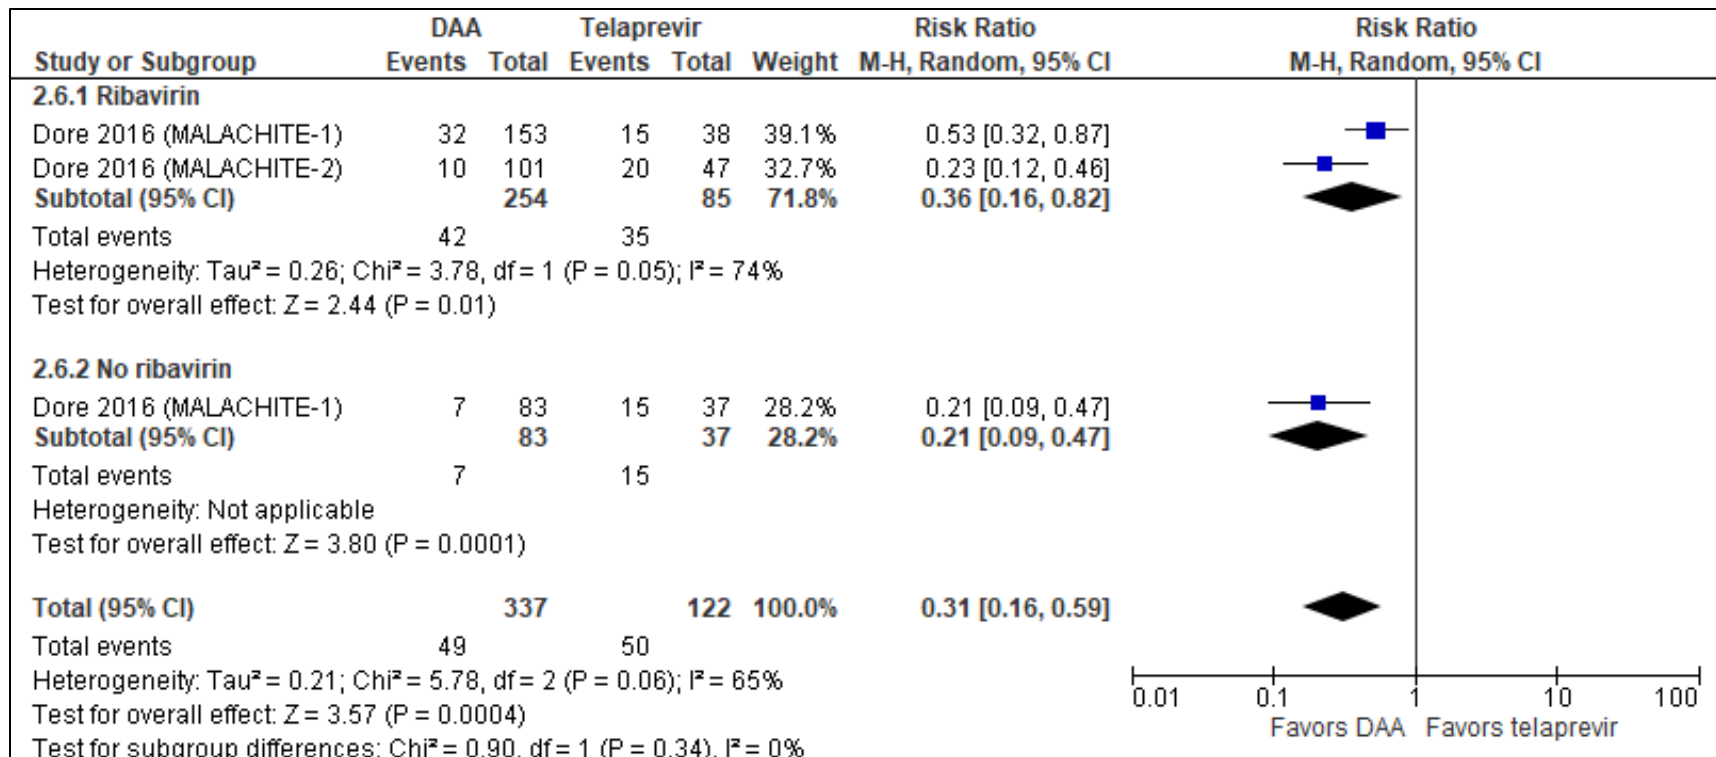 DAA Telaprevir Risk Ratio Risk Ratio
Study or Subgroup Events Total Events Total Weight M-H, Random, 95% CI M-H, Random, 95% CI
2.6.1 Ribavirin
Dore 2016 (MALACHITE-1) 32 153 15 38 39.1% 0.53 [0.32, 0.87]
Dore 2016 (MALACHITE-2) 10 101 20 47 32.7% 0.23 [0.12, 0.46]
Subtotal (95% CI) 254 85 71.8% 0.36 [0.16, 0.82]
Total events 42 35
Heterogeneity: Tau² = 0.26; Chi² = 3.78, df = 1 (P = 0.05); I² = 74%
Test for overall effect: Z = 2.44 (P = 0.01)
2.6.2 No ribavirin
Dore 2016 (MALACHITE-1) 7 83 15 37 28.2% 0.21 [0.09, 0.47]
Subtotal (95% CI) 83 37 28.2% 0.21 [0.09, 0.47]
Total events 7 15
Heterogeneity: Not applicable
Test for overall effect: Z = 3.80 (P = 0.0001)
Total (95% CI) 337 122 100.0% 0.31 [0.16, 0.59]
Total events 49 50
Heterogeneity: Tau² = 0.21; Chi² = 5.78, df = 2 (P = 0.06); I² = 65%
Test for overall effect: Z = 3.57 (P = 0.0004)
Test for subgroup differences: Chi² = 0.90, df = 1 (P = 0.34), I² = 0%
0.01 0.1 1 10 100
Favors DAA Favors telaprevir